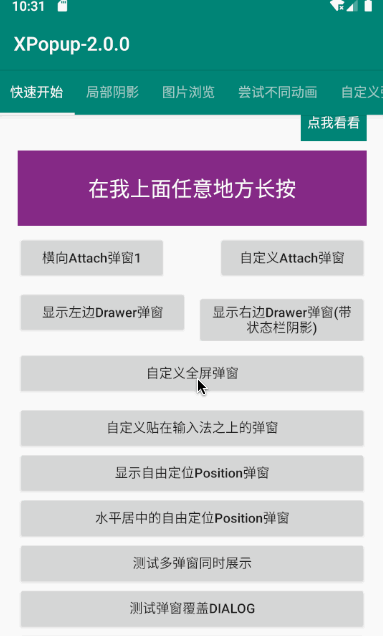 10:31
XPopup-2.0.0
快速开始 局部阴影 图片浏览 尝试不同动画 自定义
点我看看
在我上面任意地方长按
横向Attach弹窗1 自定义Attach弹窗
显示左边Drawer弹窗 显示右边Drawer弹窗(带
状态栏阴影)
自定义全屏弹窗
自定义贴在输入法之上的弹窗
显示自由定位Position弹窗
水平居中的自由定位Position弹窗
测试多弹窗同时展示
测试弹窗覆盖DIALOG